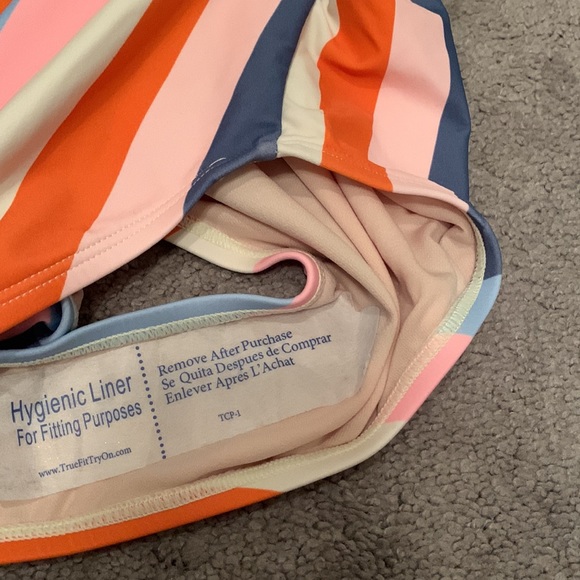 Hygienic Liner
For Fitting Purposes
www.TrueFitTryOn.com
Remove After Purchase
Se Quita Despues de Comprar
Enlever Aprés L'Achat
TCP-1